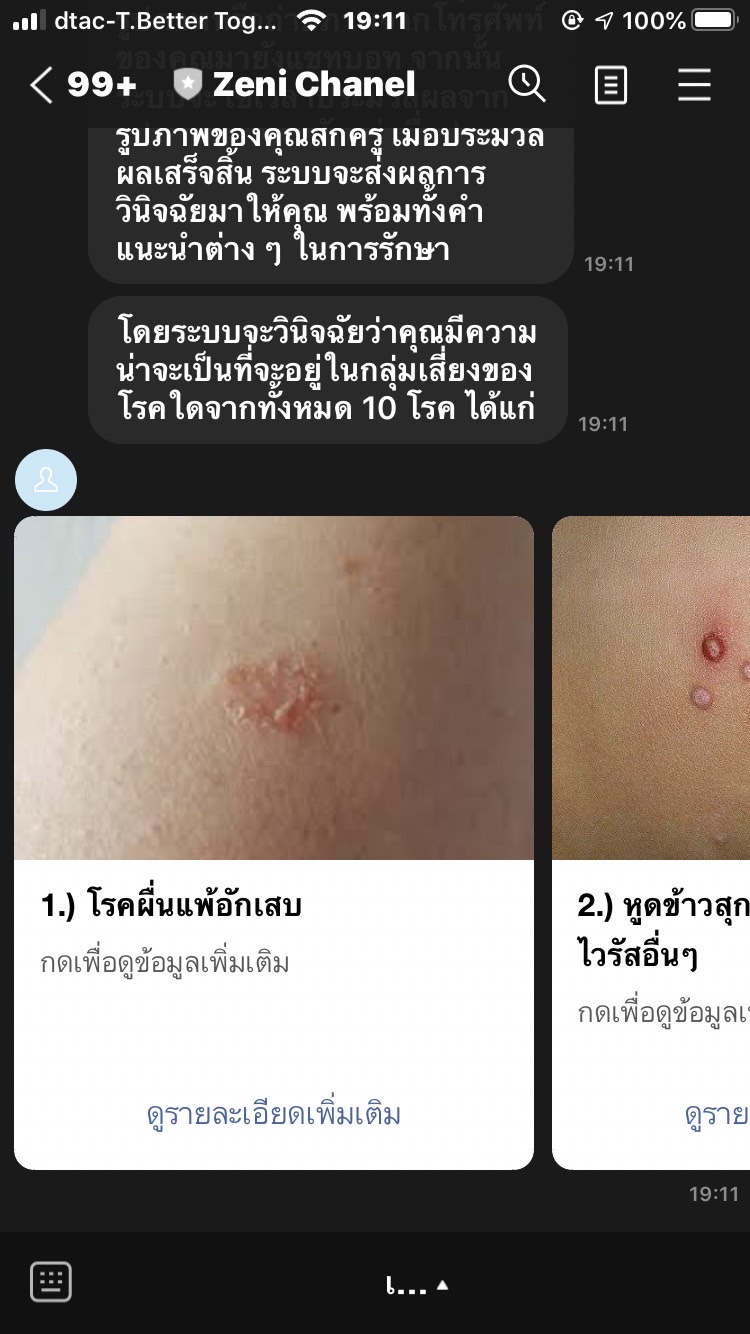 dtac-T.Better Tog... 19:11 100%
99+ Zeni Chanel
รูปภาพของคุณสักครู่ เมื่อประมวล
ผลเสร็จสิ้น ระบบจะส่งผลการ
วินิจฉัยมาให้คุณ พร้อมทั้งคำ
แนะนำต่าง ๆ ในการรักษา
19:11
โดยระบบจะวินิจฉัยว่าคุณมีความ
น่าจะเป็นที่จะอยู่ในกลุ่มเสี่ยงของ
โรคใดจากทั้งหมด 10 โรค ได้แก่
19:11
1.) โรคผื่นแพ้อักเสบ
กดเพื่อดูข้อมูลเพิ่มเติม
ดูรายละเอียดเพิ่มเติม
2.) หูดข้าวสุก
ไวรัสอื่นๆ
กดเพื่อดูข้อมูล
ดูราย
19:11
เ...